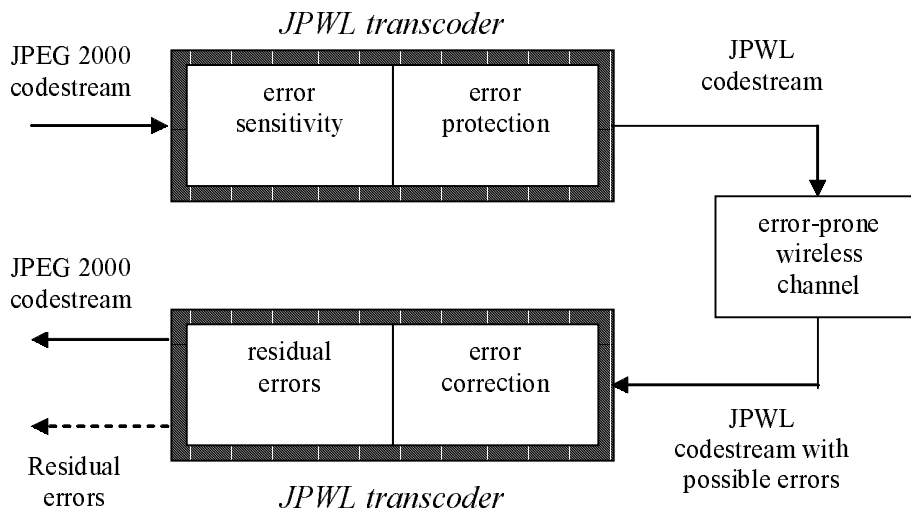 JPWL transcoder
JPEG 2000
codestream
error
sensitivity
error
protection
JPWL
codestream
error-prone
wireless
channel
JPEG 2000
codestream
residual
errors
error
correction
JPWL
codestream with
possible errors
Residual
errors
JPWL transcoder